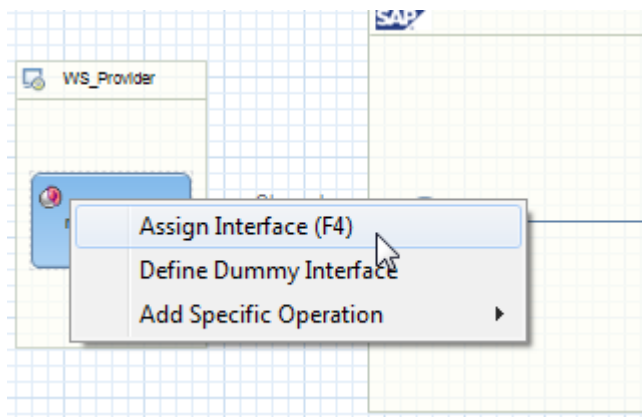 SAP
WS_Provider
Assign Interface (F4)
Define Dummy Interface
Add Specific Operation